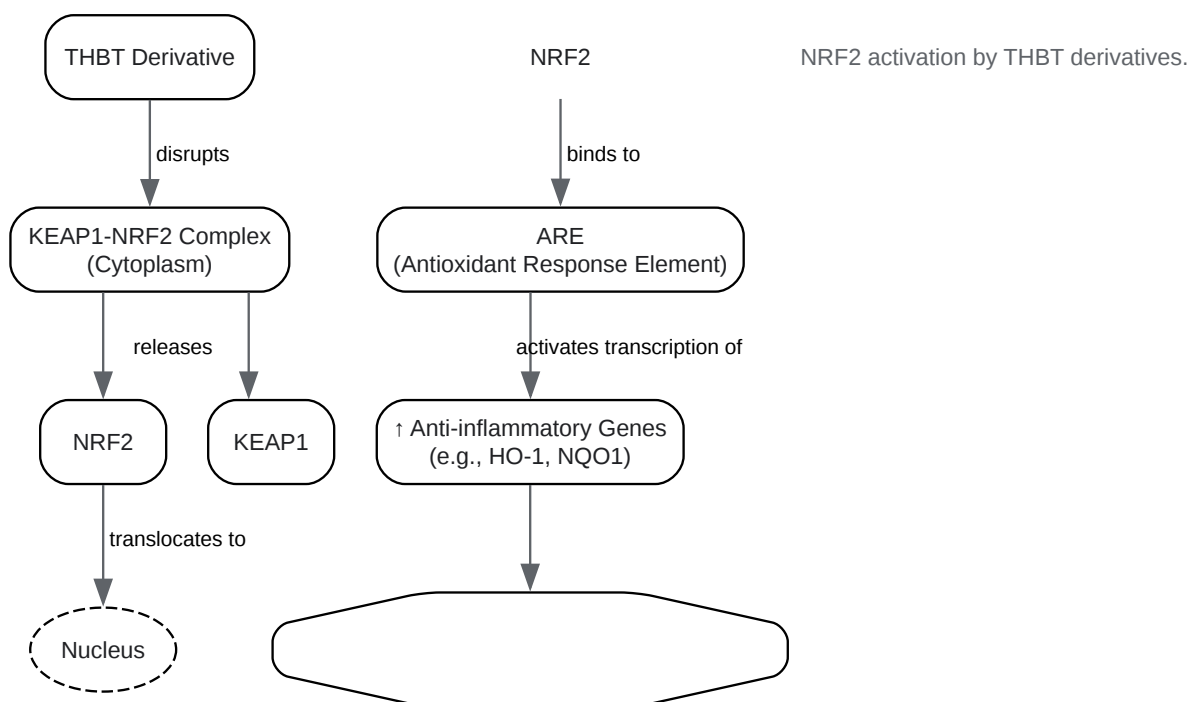 THBT Derivative
NRF2
NRF2 activation by THBT derivatives.
disrupts
binds to
KEAP1-NRF2 Complex
(Cytoplasm)
ARE
(Antioxidant Response Element)
releases
activates transcription of
NRF2
KEAP1
↑ Anti-inflammatory Genes
(e.g., HO-1, NQO1)
translocates to
Nucleus